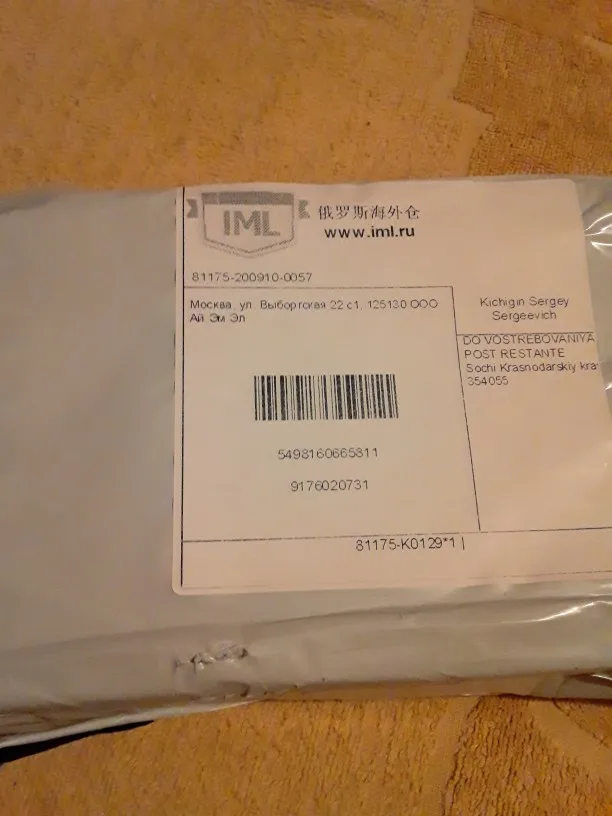 IML
俄罗斯海外仓
www.iml.ru
81175-200910-0057
Москва ул Выборгская 22 с1, 125130 ООО
Ай Эм Эл
Kichigin Sergey
Sergeevich
DO VOSTREBOVANIYA,
POST RESTANTE
Sochi Krasnodarskiy kra
354055
5498160665811
9176020731
81175-K0129*1